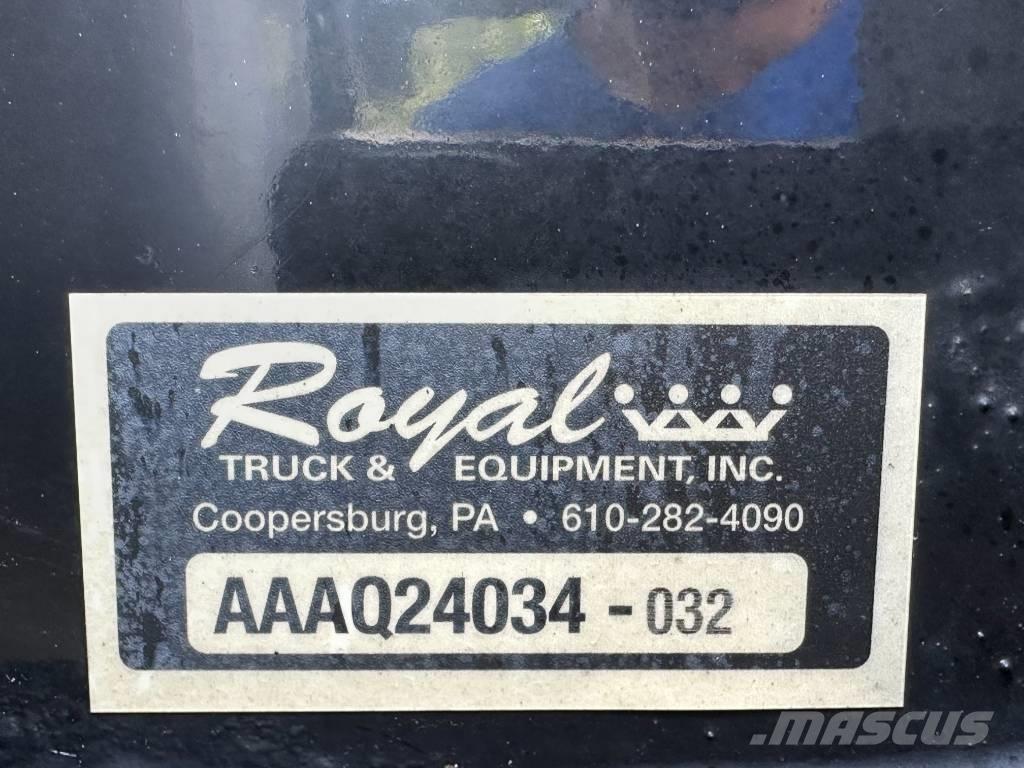 Royal
TRUCK & EQUIPMENT, INC.
Coopersburg, PA • 610-282-4090
AAAQ24034 - 032
MASCUS